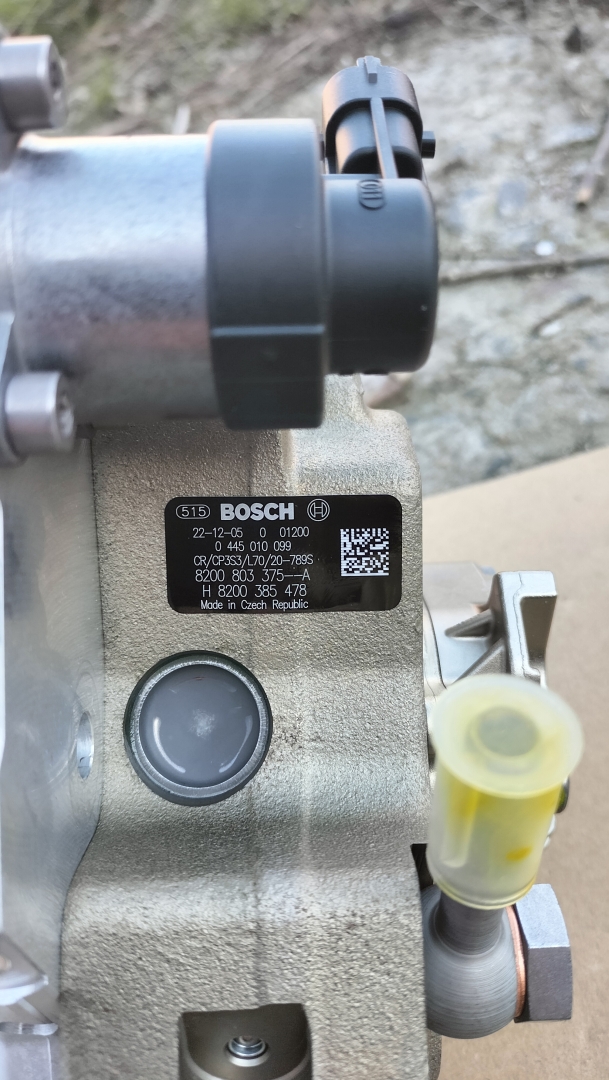 515 BOSCH
22-12-05 0 01200
0 445 010 099
CR/CP3S3/L70/20-789S
8200 803 375--A
H 8200 385 478
Made in Czech Republic